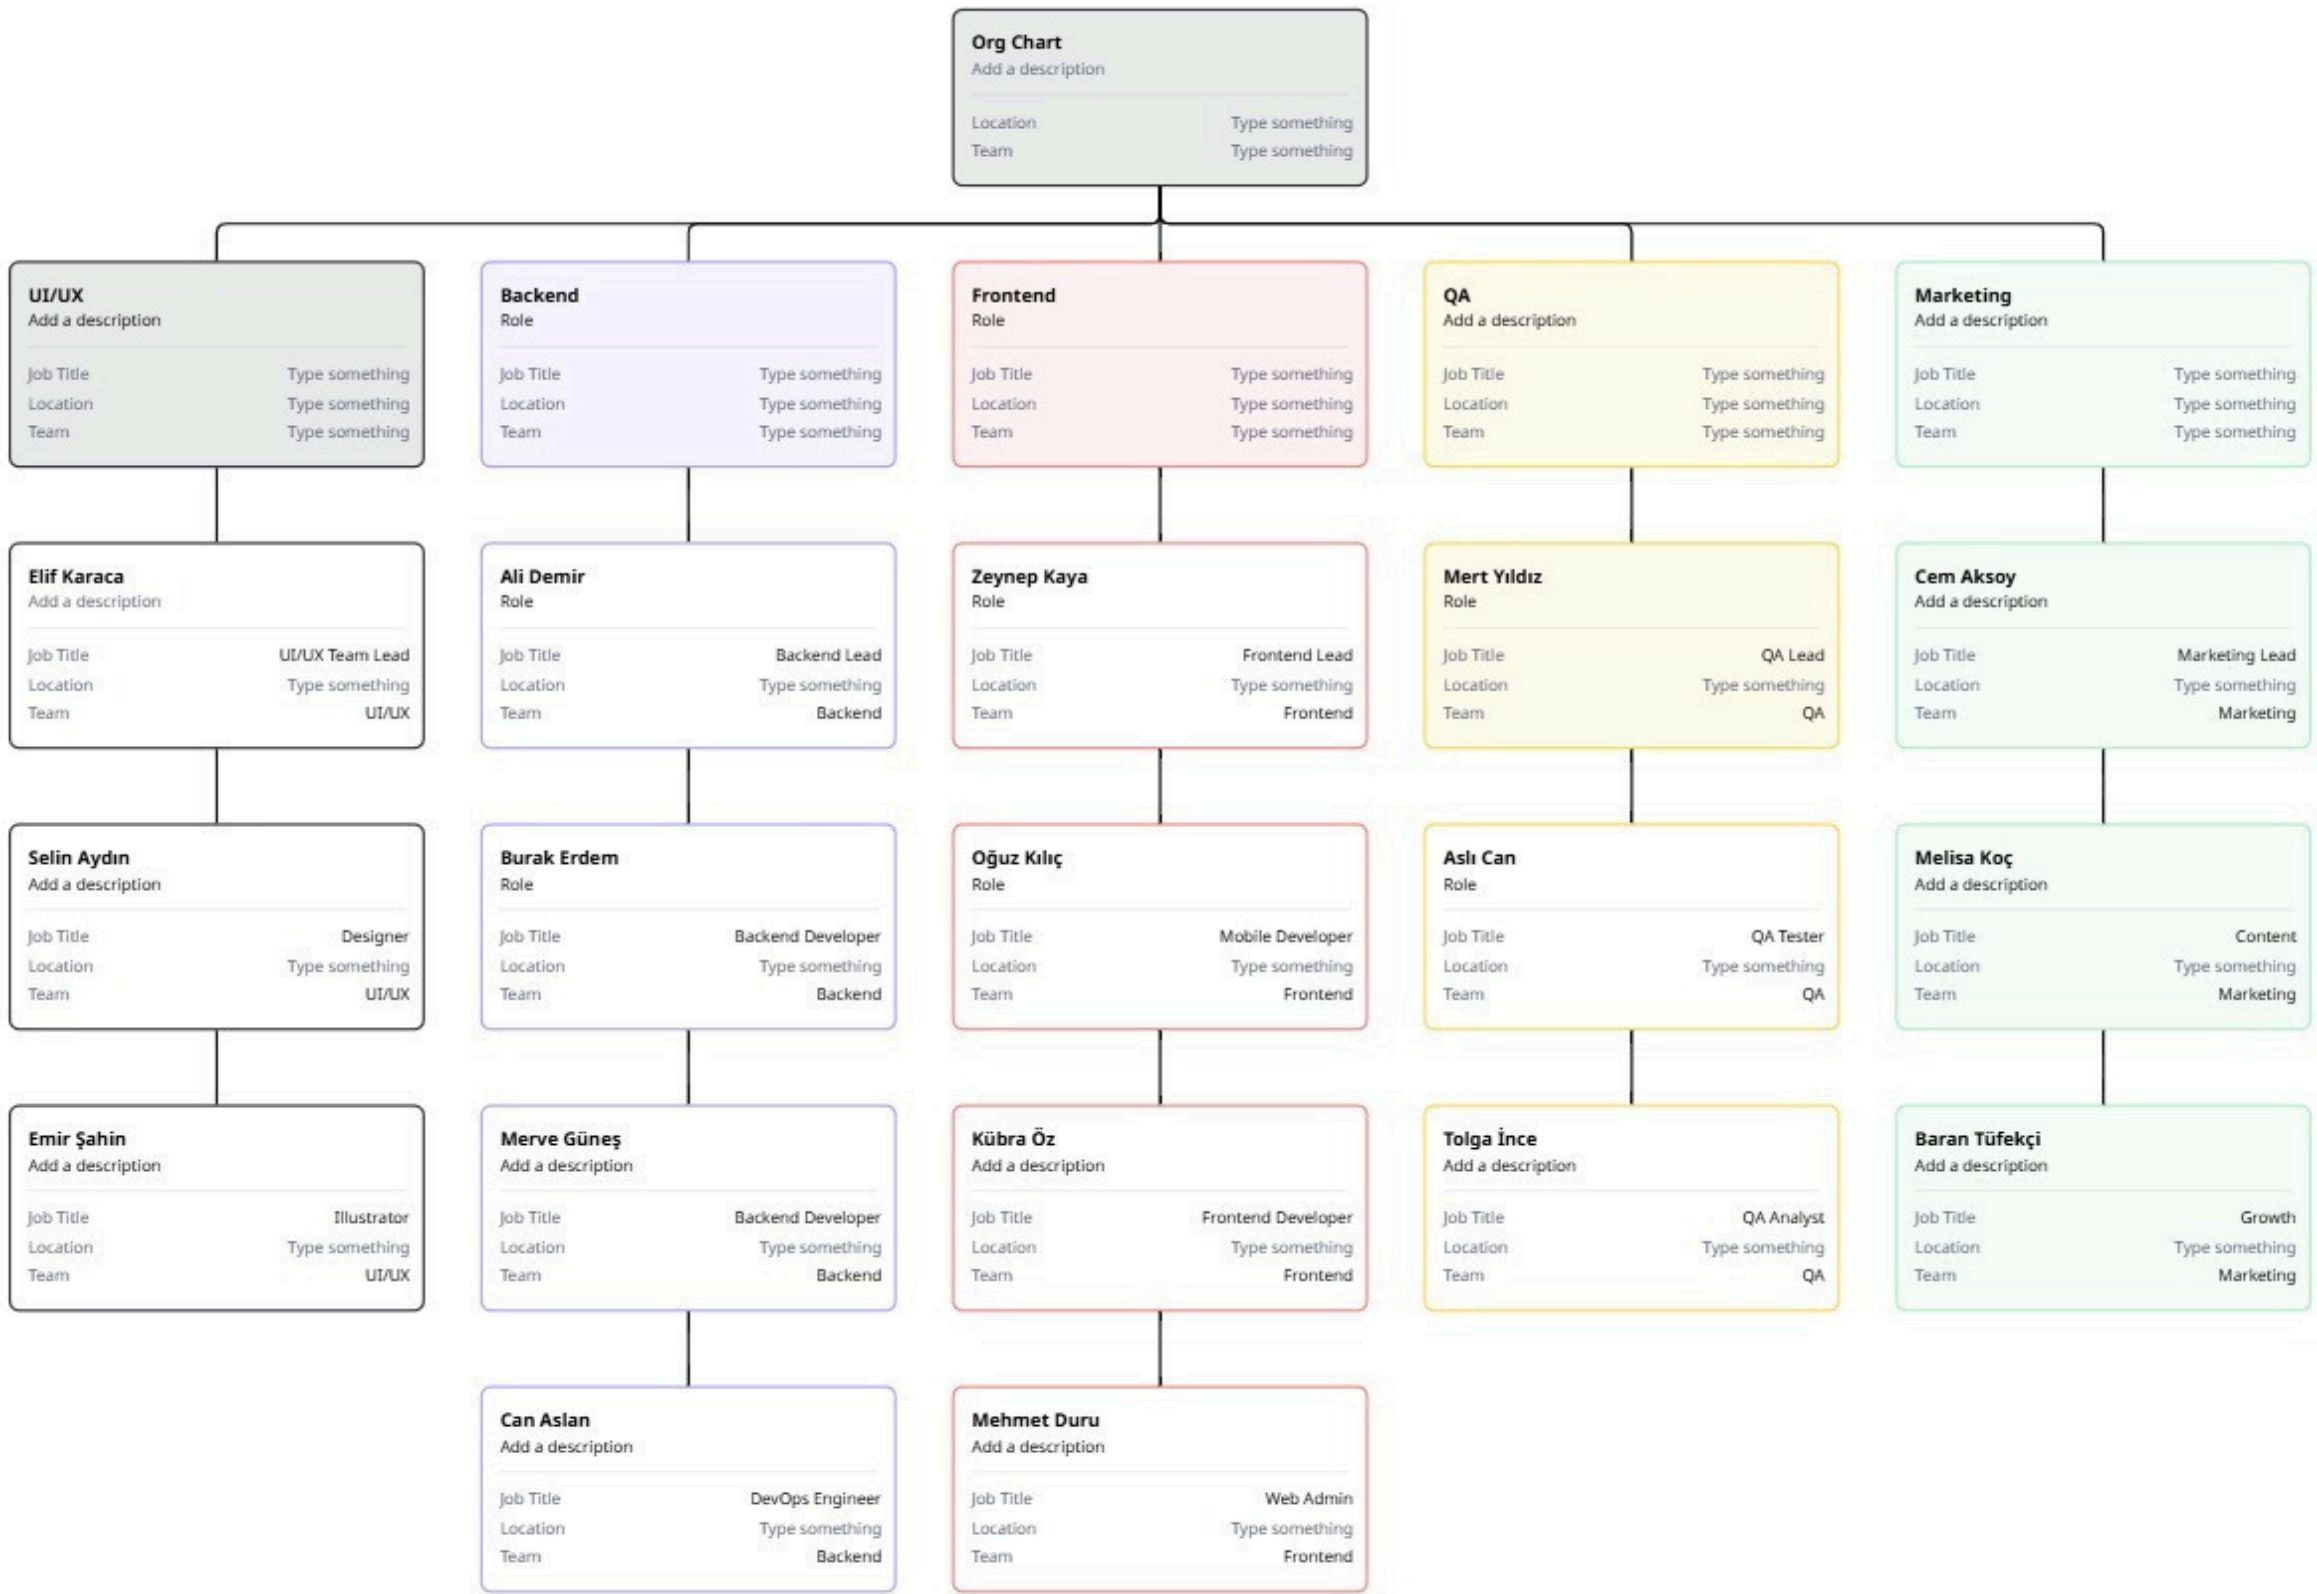 Org Chart
Add a description
Location Type something
Team Type something
UI/UX
Add a description
Job Title Type something
Location Type something
Team Type something
Backend
Role
Job Title Type something
Location Type something
Team Type something
Frontend
Role
Job Title Type something
Location Type something
Team Type something
QA
Add a description
Job Title Type something
Location Type something
Team Type something
Marketing
Add a description
Job Title Type something
Location Type something
Team Type something
Elif Karaca
Add a description
Job Title UI/UX Team Lead
Location Type something
Team UI/UX
Ali Demir
Role
Job Title Backend Lead
Location Type something
Team Backend
Zeynep Kaya
Role
Job Title Frontend Lead
Location Type something
Team Frontend
Mert Yıldız
Role
Job Title QA Lead
Location Type something
Team QA
Cem Aksoy
Add a description
Job Title Marketing Lead
Location Type something
Team Marketing
Selin Aydın
Add a description
Job Title Designer
Location Type something
Team UI/UX
Burak Erdem
Role
Job Title Backend Developer
Location Type something
Team Backend
Oğuz Kılıç
Role
Job Title Mobile Developer
Location Type something
Team Frontend
Aslı Can
Role
Job Title QA Tester
Location Type something
Team QA
Melisa Koç
Add a description
Job Title Content
Location Type something
Team Marketing
Emir Şahin
Add a description
Job Title Illustrator
Location Type something
Team UI/UX
Merve Güneş
Add a description
Job Title Backend Developer
Location Type something
Team Backend
Kübra Öz
Add a description
Job Title Frontend Developer
Location Type something
Team Frontend
Tolga İnce
Add a description
Job Title QA Analyst
Location Type something
Team QA
Baran Tüfekçi
Add a description
Job Title Growth
Location Type something
Team Marketing
Can Aslan
Add a description
Job Title DevOps Engineer
Location Type something
Team Backend
Mehmet Duru
Add a description
Job Title Web Admin
Location Type something
Team Frontend